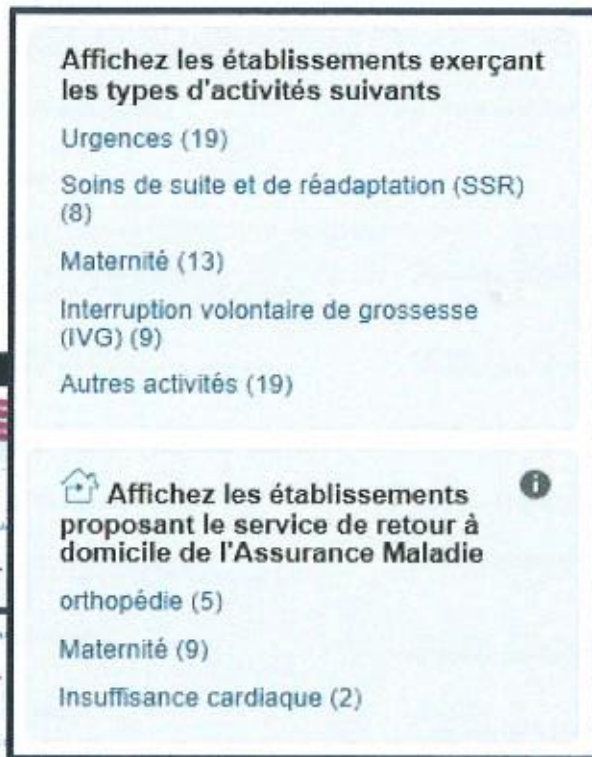 Affichez les établissements exerçant
les types d'activités suivants
Urgences (19)
Soins de suite et de réadaptation (SSR)
(8)
Maternité (13)
Interruption volontaire de grossesse
(IVG) (9)
Autres activités (19)
Affichez les établissements
proposant le service de retour à
domicile de l'Assurance Maladie
orthopédie (5)
Maternité (9)
Insuffisance cardiaque (2)